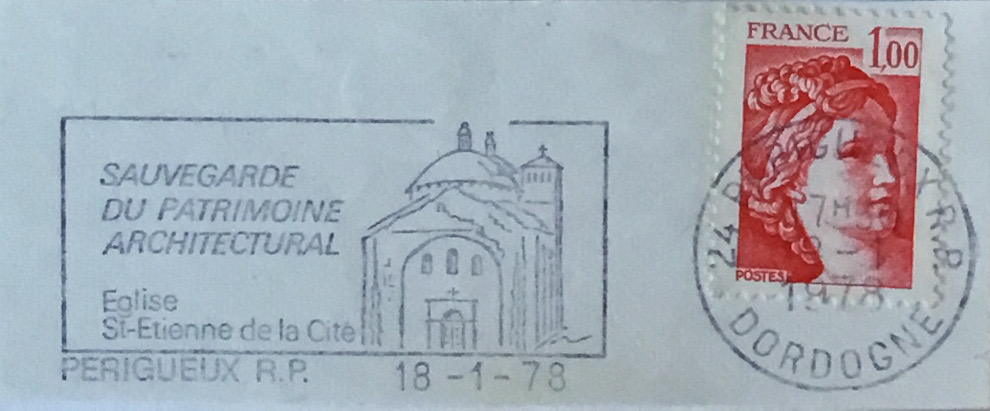 SAUVEGARDE
DU PATRIMOINE
ARCHITECTURAL
Eglise
St-Etienne de la Cité
PERIGUEUX R.P. 18-1-78
FRANCE 1,00
POSTES
24 R.P.
1978
DORDOGNE